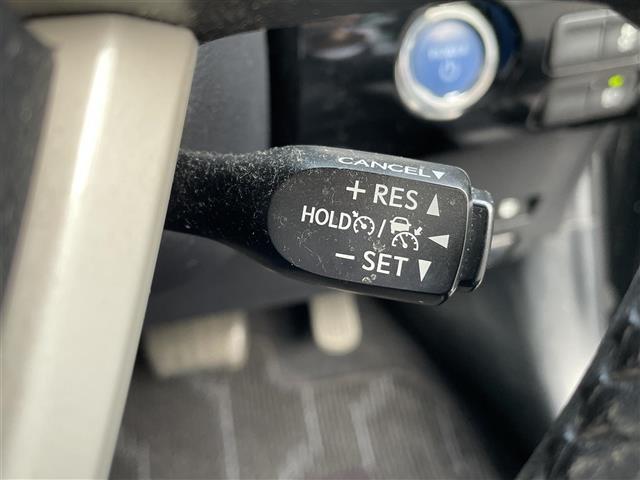 CANCEL▼
+RES▲
HOLD / ◀
−SET▼